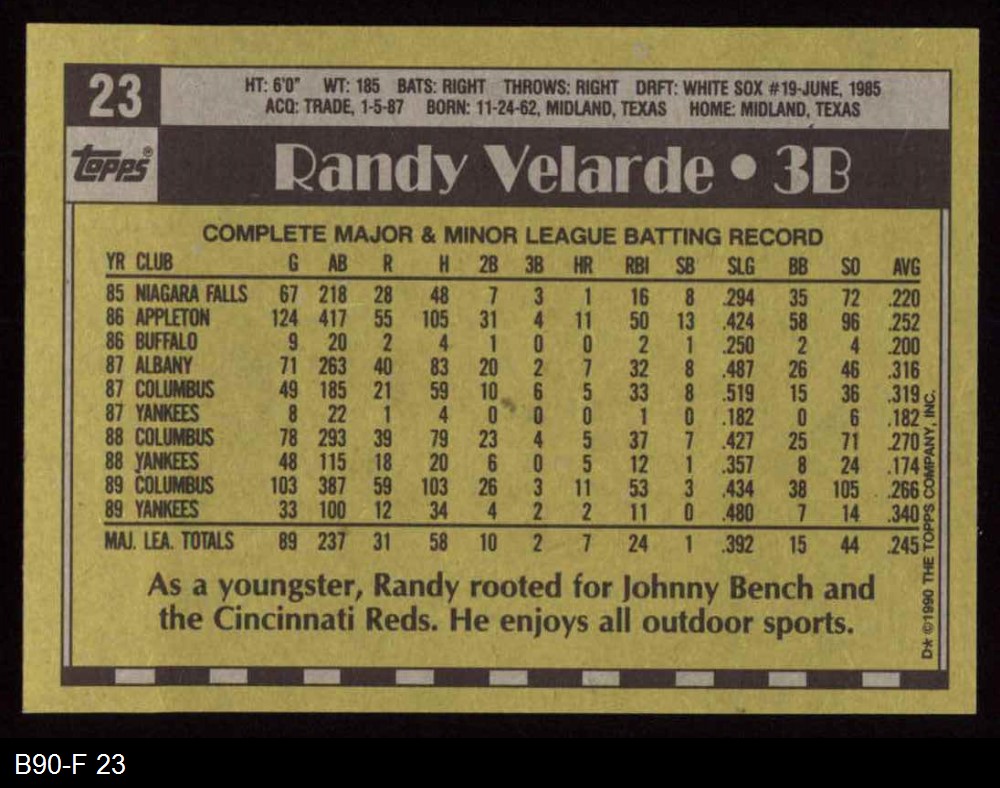 23
HT: 6'0" WT: 185 BATS: RIGHT THROWS: RIGHT DRFT: WHITE SOX #19-JUNE, 1985
ACQ: TRADE, 1-5-87 BORN: 11-24-62, MIDLAND, TEXAS HOME: MIDLAND, TEXAS
topps®
Randy Velarde • 3B
COMPLETE MAJOR & MINOR LEAGUE BATTING RECORD
YR CLUB G AB R H 2B 3B HR RBI SB SLG BB SO AVG
85 NIAGARA FALLS 67 218 28 48 7 3 1 16 8 .294 35 72 .220
86 APPLETON 124 417 55 105 31 4 11 50 13 .424 58 96 .252
86 BUFFALO 9 20 2 4 1 0 0 2 1 .250 2 4 .200
87 ALBANY 71 263 40 83 20 2 7 32 8 .487 26 46 .316
87 COLUMBUS 49 185 21 59 10 6 5 33 8 .519 15 36 .319
87 YANKEES 8 22 1 4 0 0 0 1 0 .182 0 6 .182
88 COLUMBUS 78 293 39 79 23 4 5 37 7 .427 25 71 .270
88 YANKEES 48 115 18 20 6 0 5 12 1 .357 8 24 .174
89 COLUMBUS 103 387 59 103 26 3 11 53 3 .434 38 105 .266
89 YANKEES 33 100 12 34 4 2 2 11 0 .480 7 14 .340
MAJ. LEA. TOTALS 89 237 31 58 10 2 7 24 1 .392 15 44 .245
As a youngster, Randy rooted for Johnny Bench and
the Cincinnati Reds. He enjoys all outdoor sports.
D* ©1990 THE TOPPS COMPANY, INC.
B90-F 23